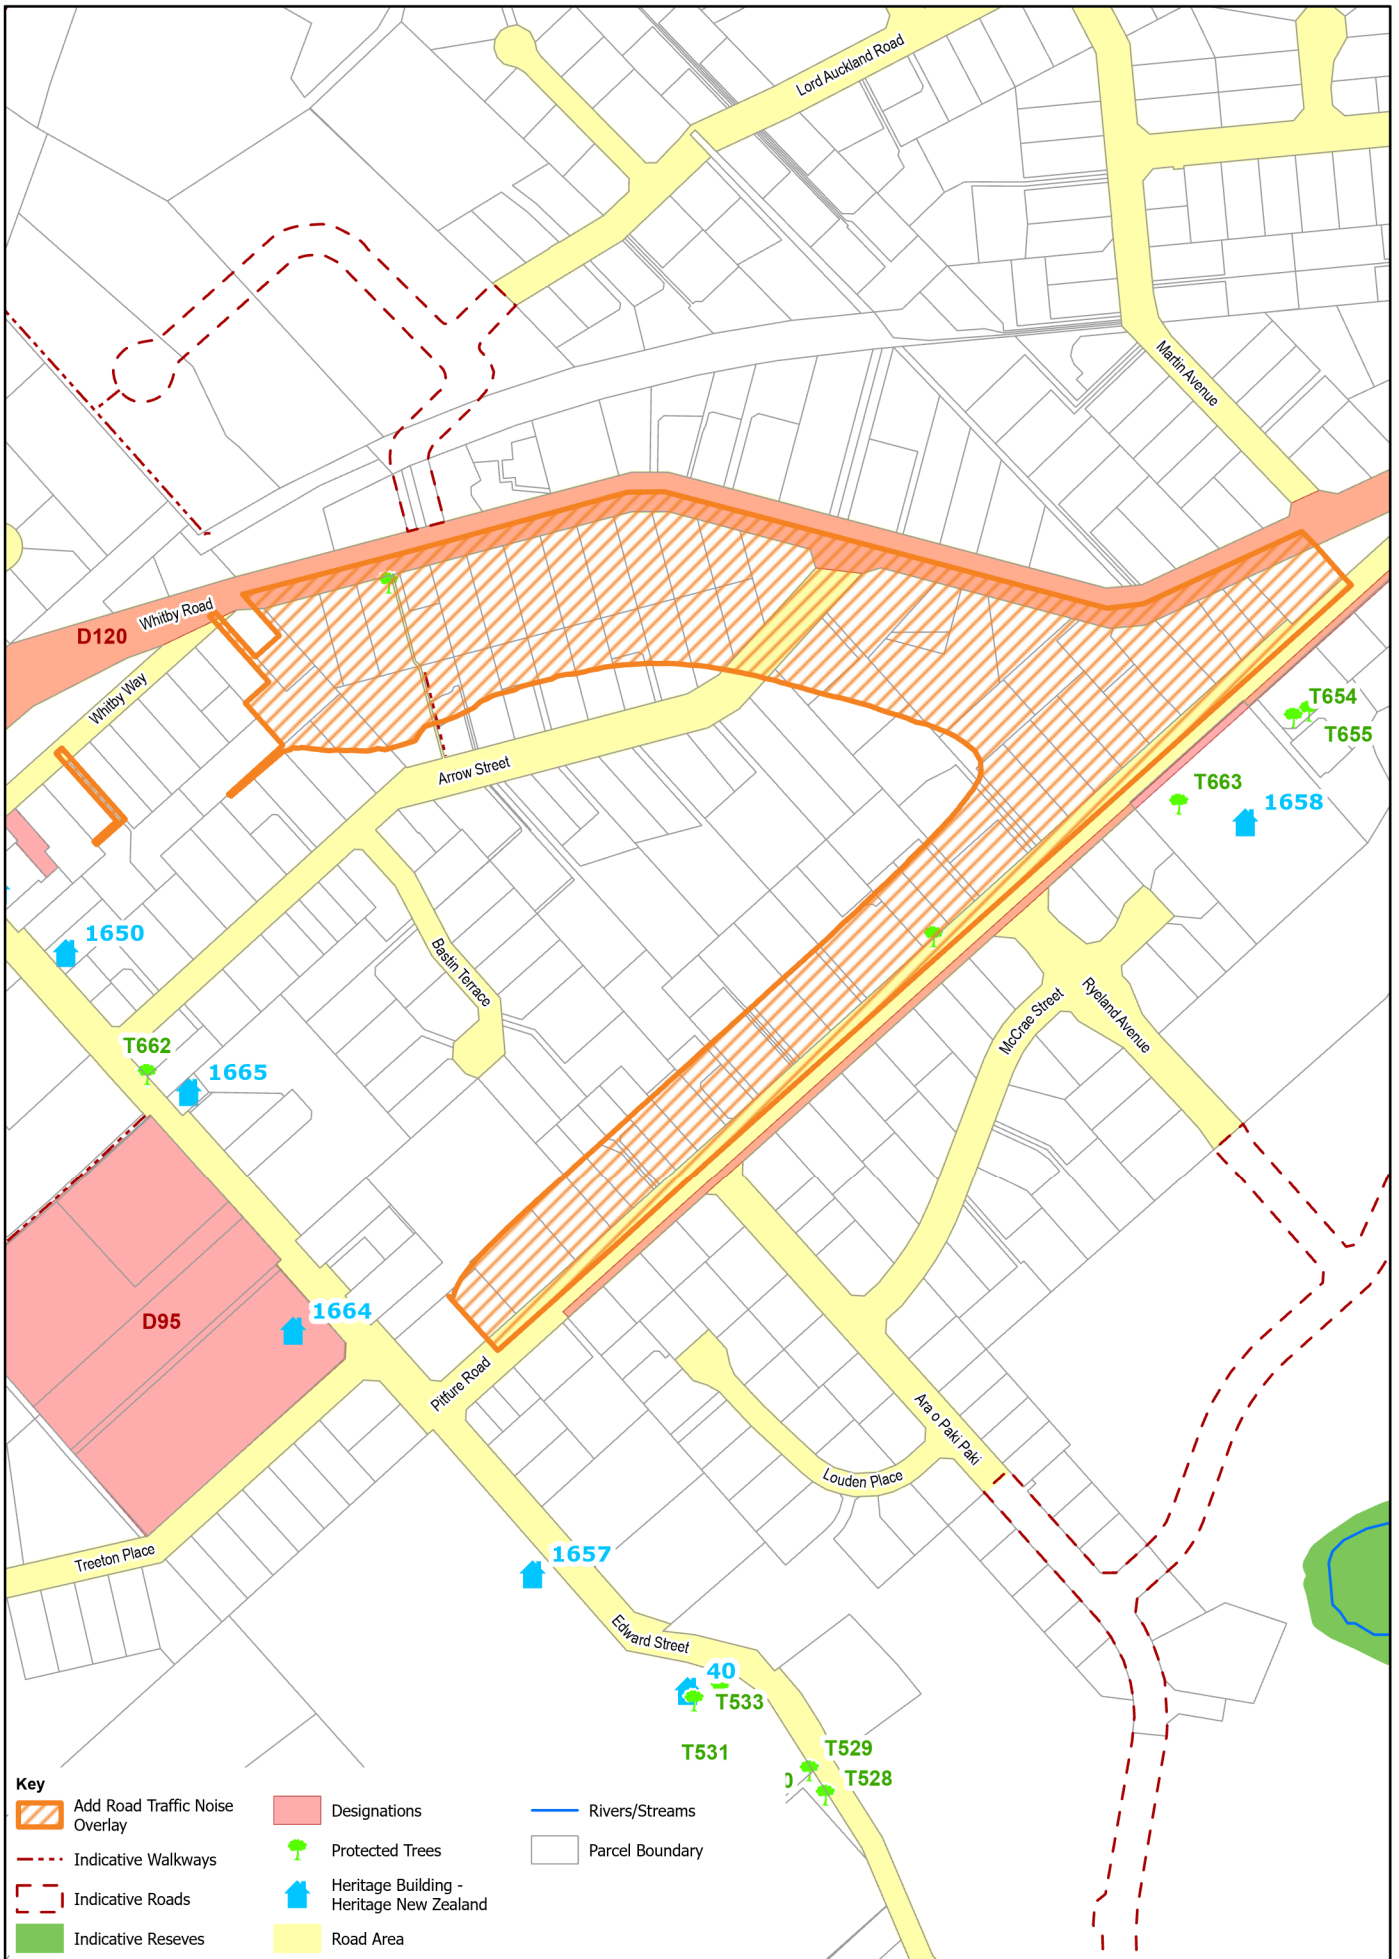 Lord Auckland Road
Martin Avenue
Whitby Road
D120
Whitby Way
T654
T655
Arrow Street
T663
1658
1650
Bastin Terrace
McCrae Street
Ryeland Avenue
T662
1665
D95
1664
Pitfure Road
Ara o Paki Paki
Louden Place
Treeton Place
1657
Edward Street
40
T533
T531
T529
T528
Key
Add Road Traffic Noise
Overlay
Indicative Walkways
Indicative Roads
Indicative Reseves
Designations
Protected Trees
Heritage Building -
Heritage New Zealand
Road Area
Rivers/Streams
Parcel Boundary